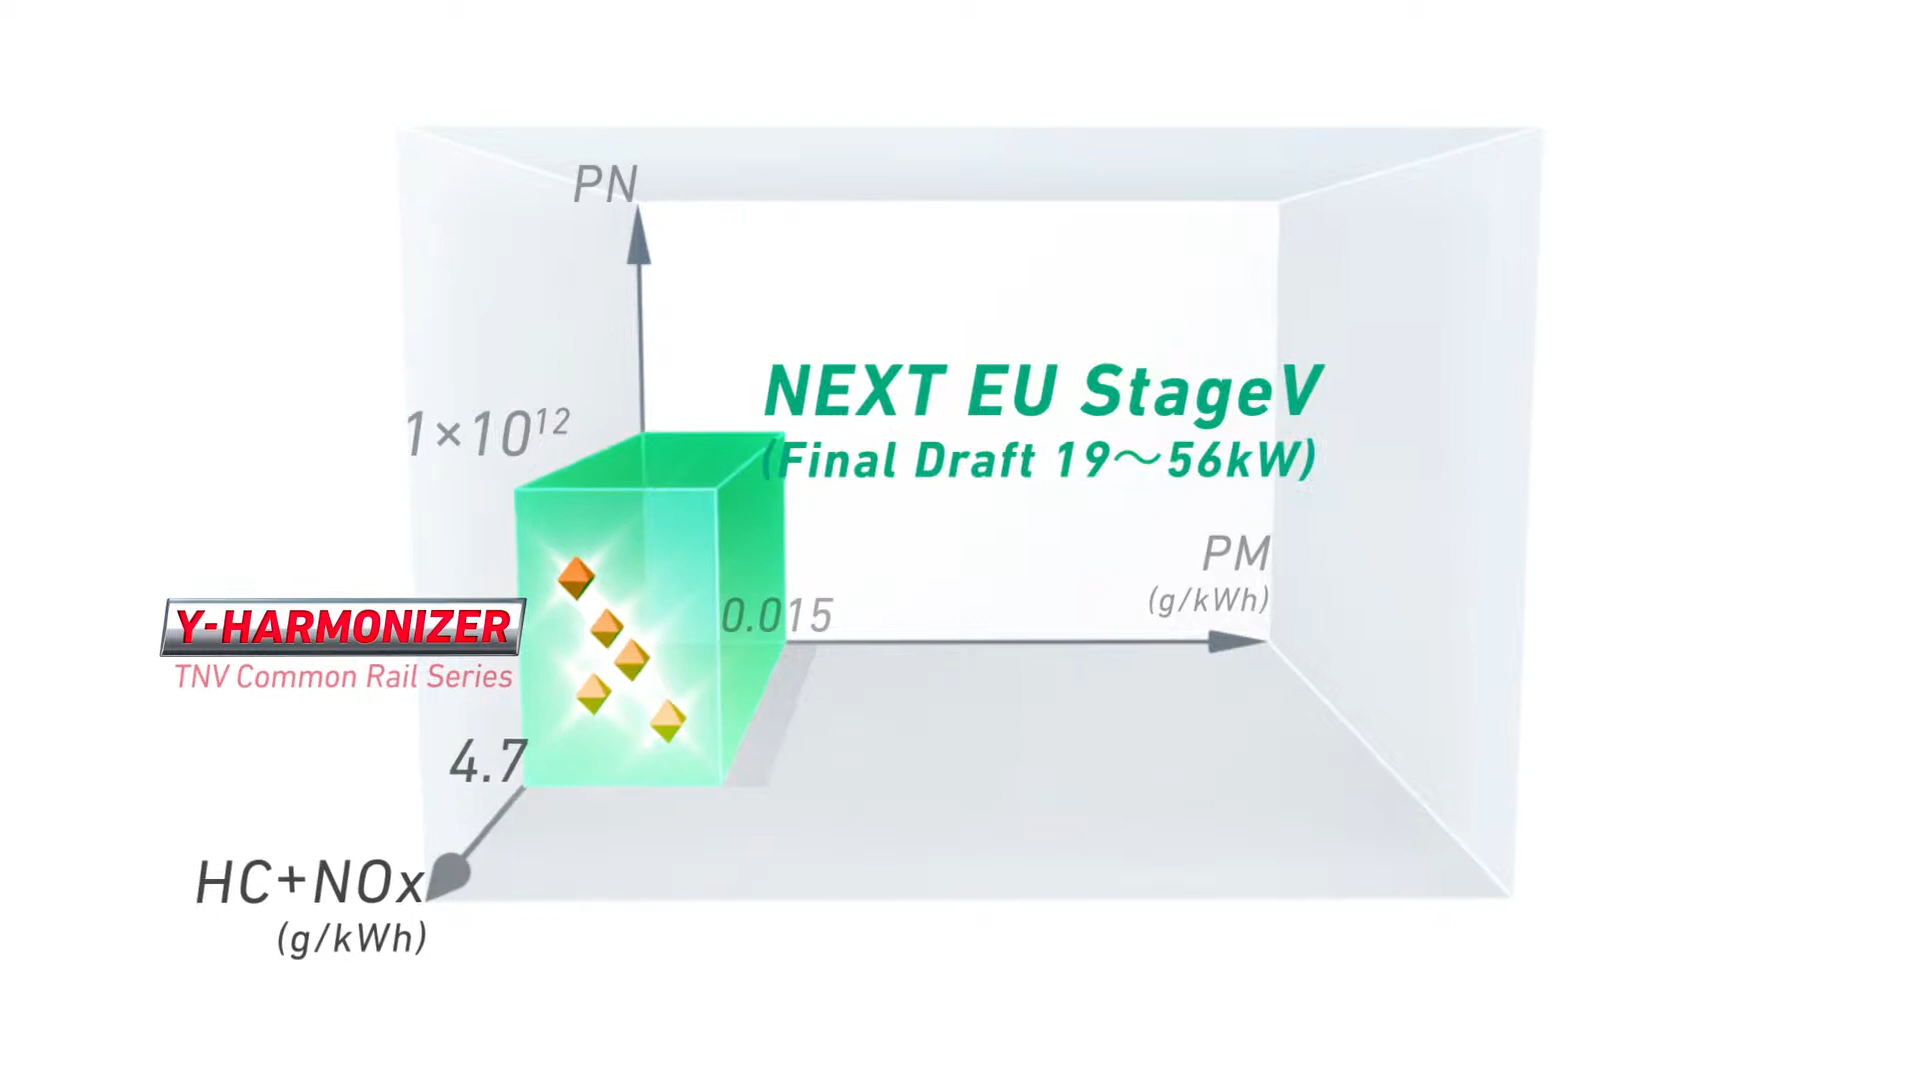 PN
NEXT EU StageV
(Final Draft 19～56kW)
1×10¹²
PM
(g/kWh)
0.015
Y-HARMONIZER
TNV Common Rail Series
4.7
HC+NOx
(g/kWh)